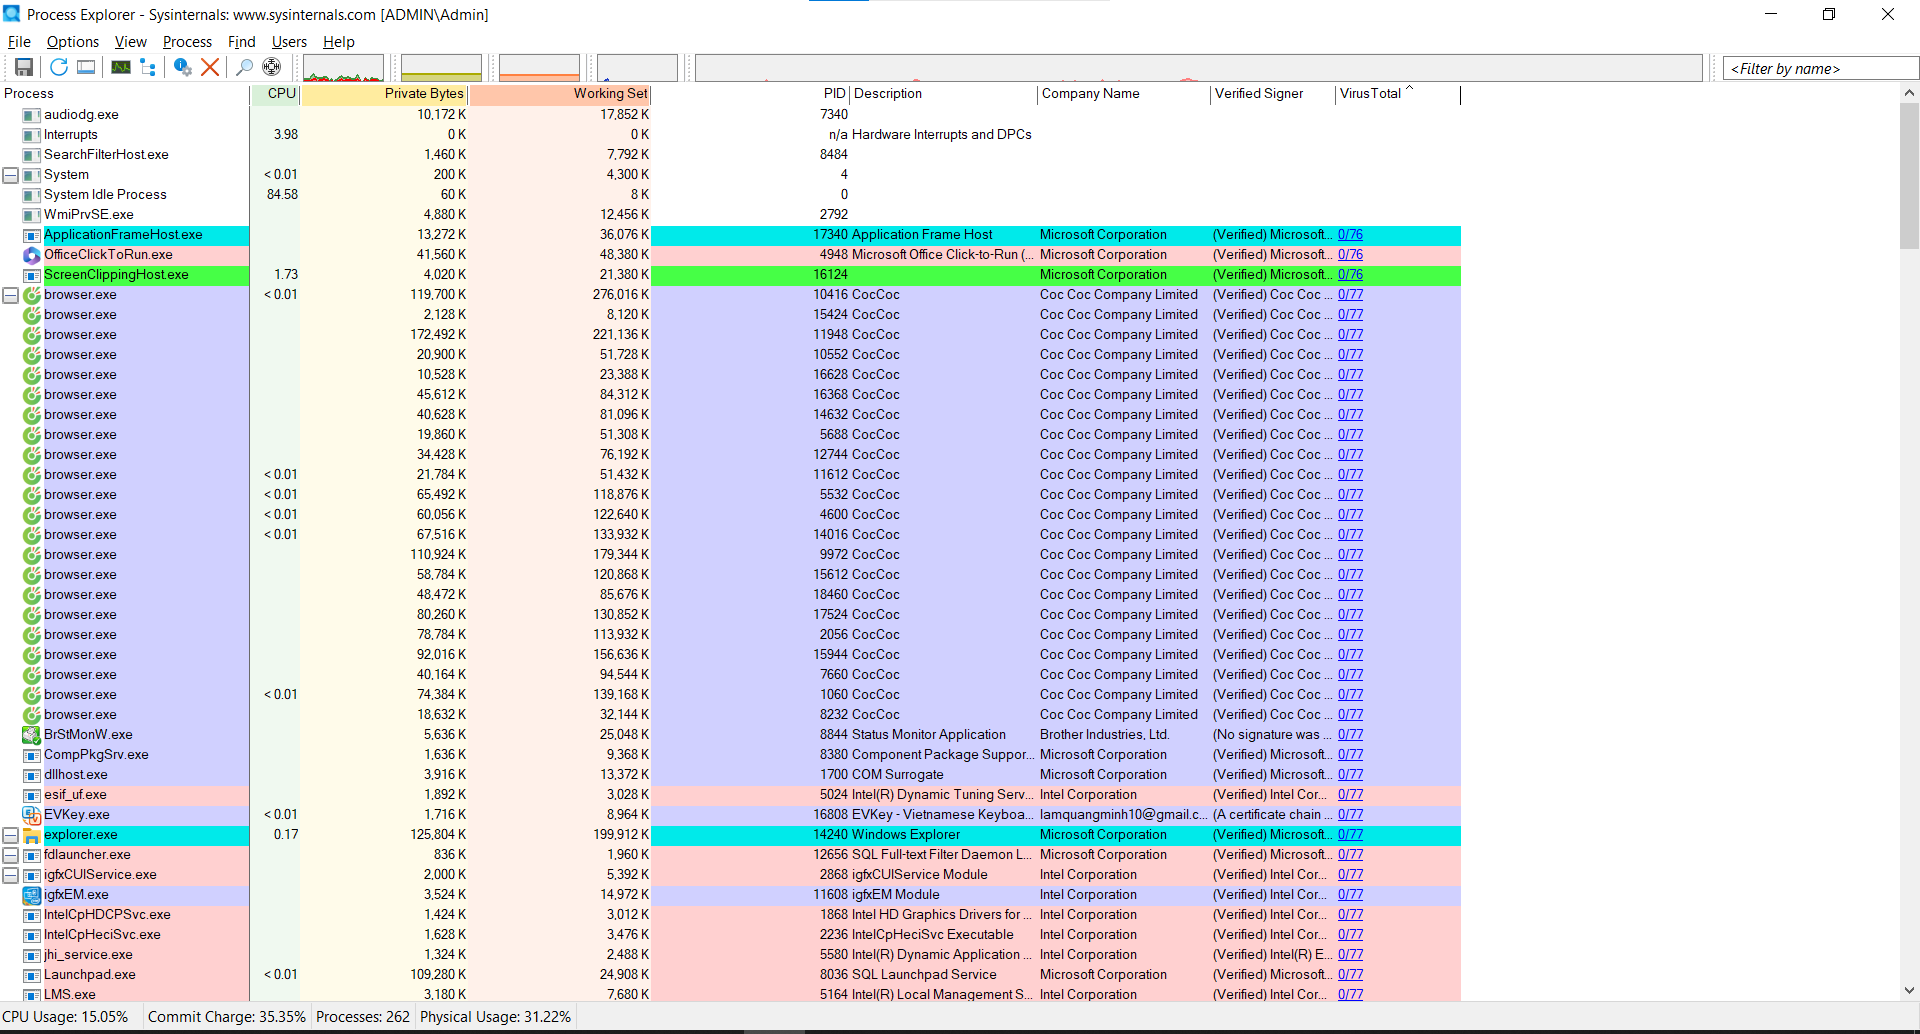 Process Explorer - Sysinternals: www.sysinternals.com [ADMIN\Admin]
File Options View Process Find Users Help
<Filter by name>
Process CPU Private Bytes Working Set PID Description Company Name Verified Signer VirusTotal
audiodg.exe 10,172 K 17,852 K 7340
Interrupts 3.98 0 K 0 K n/a Hardware Interrupts and DPCs
SearchFilterHost.exe 1,460 K 7,792 K 8484
System < 0.01 200 K 4,300 K 4
System Idle Process 84.58 60 K 8 K 0
WmiPrvSE.exe 4,880 K 12,456 K 2792
ApplicationFrameHost.exe 13,272 K 36,076 K 17340 Application Frame Host Microsoft Corporation (Verified) Microsoft... 0/76
OfficeClickToRun.exe 41,560 K 48,380 K 4948 Microsoft Office Click-to-Run (... Microsoft Corporation (Verified) Microsoft... 0/76
ScreenClippingHost.exe 1.73 4,020 K 21,380 K 16124 Microsoft Corporation (Verified) Microsoft... 0/76
browser.exe < 0.01 119,700 K 276,016 K 10416 CocCoc Coc Coc Company Limited (Verified) Coc Coc ... 0/77
browser.exe 2,128 K 8,120 K 15424 CocCoc Coc Coc Company Limited (Verified) Coc Coc ... 0/77
browser.exe 172,492 K 221,136 K 11948 CocCoc Coc Coc Company Limited (Verified) Coc Coc ... 0/77
browser.exe 20,900 K 51,728 K 10552 CocCoc Coc Coc Company Limited (Verified) Coc Coc ... 0/77
browser.exe 10,528 K 23,388 K 16628 CocCoc Coc Coc Company Limited (Verified) Coc Coc ... 0/77
browser.exe 45,612 K 84,312 K 16368 CocCoc Coc Coc Company Limited (Verified) Coc Coc ... 0/77
browser.exe 40,628 K 81,096 K 14632 CocCoc Coc Coc Company Limited (Verified) Coc Coc ... 0/77
browser.exe 19,860 K 51,308 K 5688 CocCoc Coc Coc Company Limited (Verified) Coc Coc ... 0/77
browser.exe 34,428 K 76,192 K 12744 CocCoc Coc Coc Company Limited (Verified) Coc Coc ... 0/77
browser.exe < 0.01 21,784 K 51,432 K 11612 CocCoc Coc Coc Company Limited (Verified) Coc Coc ... 0/77
browser.exe < 0.01 65,492 K 118,876 K 5532 CocCoc Coc Coc Company Limited (Verified) Coc Coc ... 0/77
browser.exe < 0.01 60,056 K 122,640 K 4600 CocCoc Coc Coc Company Limited (Verified) Coc Coc ... 0/77
browser.exe < 0.01 67,516 K 133,932 K 14016 CocCoc Coc Coc Company Limited (Verified) Coc Coc ... 0/77
browser.exe 110,924 K 179,344 K 9972 CocCoc Coc Coc Company Limited (Verified) Coc Coc ... 0/77
browser.exe 58,784 K 120,868 K 15612 CocCoc Coc Coc Company Limited (Verified) Coc Coc ... 0/77
browser.exe 48,472 K 85,676 K 18460 CocCoc Coc Coc Company Limited (Verified) Coc Coc ... 0/77
browser.exe 80,260 K 130,852 K 17524 CocCoc Coc Coc Company Limited (Verified) Coc Coc ... 0/77
browser.exe 78,784 K 113,932 K 2056 CocCoc Coc Coc Company Limited (Verified) Coc Coc ... 0/77
browser.exe 92,016 K 156,636 K 15944 CocCoc Coc Coc Company Limited (Verified) Coc Coc ... 0/77
browser.exe 40,164 K 94,544 K 7660 CocCoc Coc Coc Company Limited (Verified) Coc Coc ... 0/77
browser.exe < 0.01 74,384 K 139,168 K 1060 CocCoc Coc Coc Company Limited (Verified) Coc Coc ... 0/77
browser.exe 18,632 K 32,144 K 8232 CocCoc Coc Coc Company Limited (Verified) Coc Coc ... 0/77
BrStMonW.exe 5,636 K 25,048 K 8844 Status Monitor Application Brother Industries, Ltd. (No signature was ... 0/77
CompPkgSrv.exe 1,636 K 9,368 K 8380 Component Package Suppor... Microsoft Corporation (Verified) Microsoft... 0/77
dllhost.exe 3,916 K 13,372 K 1700 COM Surrogate Microsoft Corporation (Verified) Microsoft... 0/77
esif_uf.exe 1,892 K 3,028 K 5024 Intel(R) Dynamic Tuning Serv... Intel Corporation (Verified) Intel Cor... 0/77
EVKey.exe < 0.01 1,716 K 8,964 K 16808 EVKey - Vietnamese Keyboa... lamquangminh10@gmail.c... (A certificate chain ... 0/77
explorer.exe 0.17 125,804 K 199,912 K 14240 Windows Explorer Microsoft Corporation (Verified) Microsoft... 0/77
fdlauncher.exe 836 K 1,960 K 12656 SQL Full-text Filter Daemon L... Microsoft Corporation (Verified) Microsoft... 0/77
igfxCUIService.exe 2,000 K 5,392 K 2868 igfxCUIService Module Intel Corporation (Verified) Intel Cor... 0/77
igfxEM.exe 3,524 K 14,972 K 11608 igfxEM Module Intel Corporation (Verified) Intel Cor... 0/77
IntelCpHDCPSvc.exe 1,424 K 3,012 K 1868 Intel HD Graphics Drivers for ... Intel Corporation (Verified) Intel Cor... 0/77
IntelCpHeciSvc.exe 1,628 K 3,476 K 2236 IntelCpHeciSvc Executable Intel Corporation (Verified) Intel Cor... 0/77
jhi_service.exe 1,324 K 2,488 K 5580 Intel(R) Dynamic Application ... Intel Corporation (Verified) Intel(R) E... 0/77
Launchpad.exe < 0.01 109,280 K 24,908 K 8036 SQL Launchpad Service Microsoft Corporation (Verified) Microsoft... 0/77
LMS.exe 3,180 K 7,680 K 5164 Intel(R) Local Management S... Intel Corporation (Verified) Intel Cor... 0/77
CPU Usage: 15.05% Commit Charge: 35.35% Processes: 262 Physical Usage: 31.22%